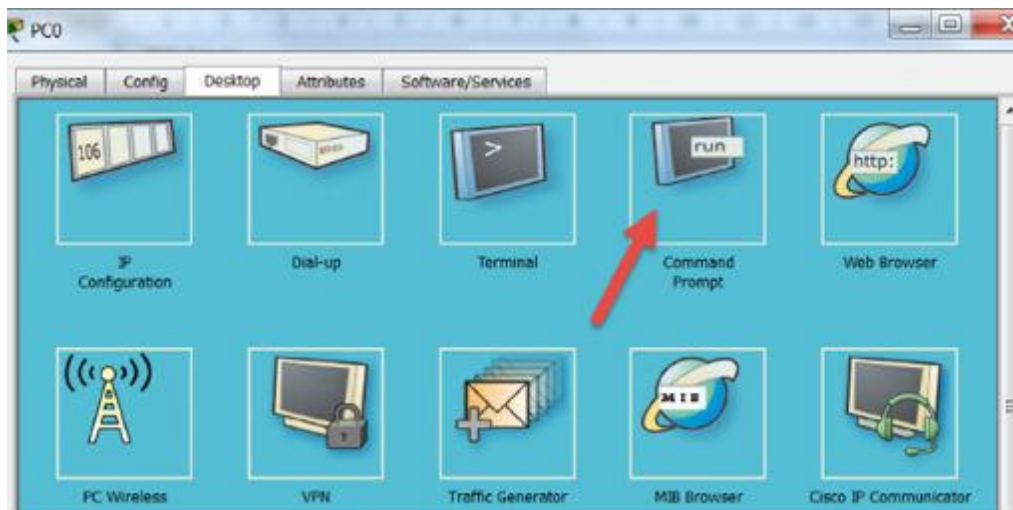 PC0
Physical Config Desktop Attributes Software/Services
106
>
run
http:
IP
Configuration
Dial-up
Terminal
Command
Prompt
Web Browser
MIB
PC Wireless
VPN
Traffic Generator
MIB Browser
Cisco IP Communicator